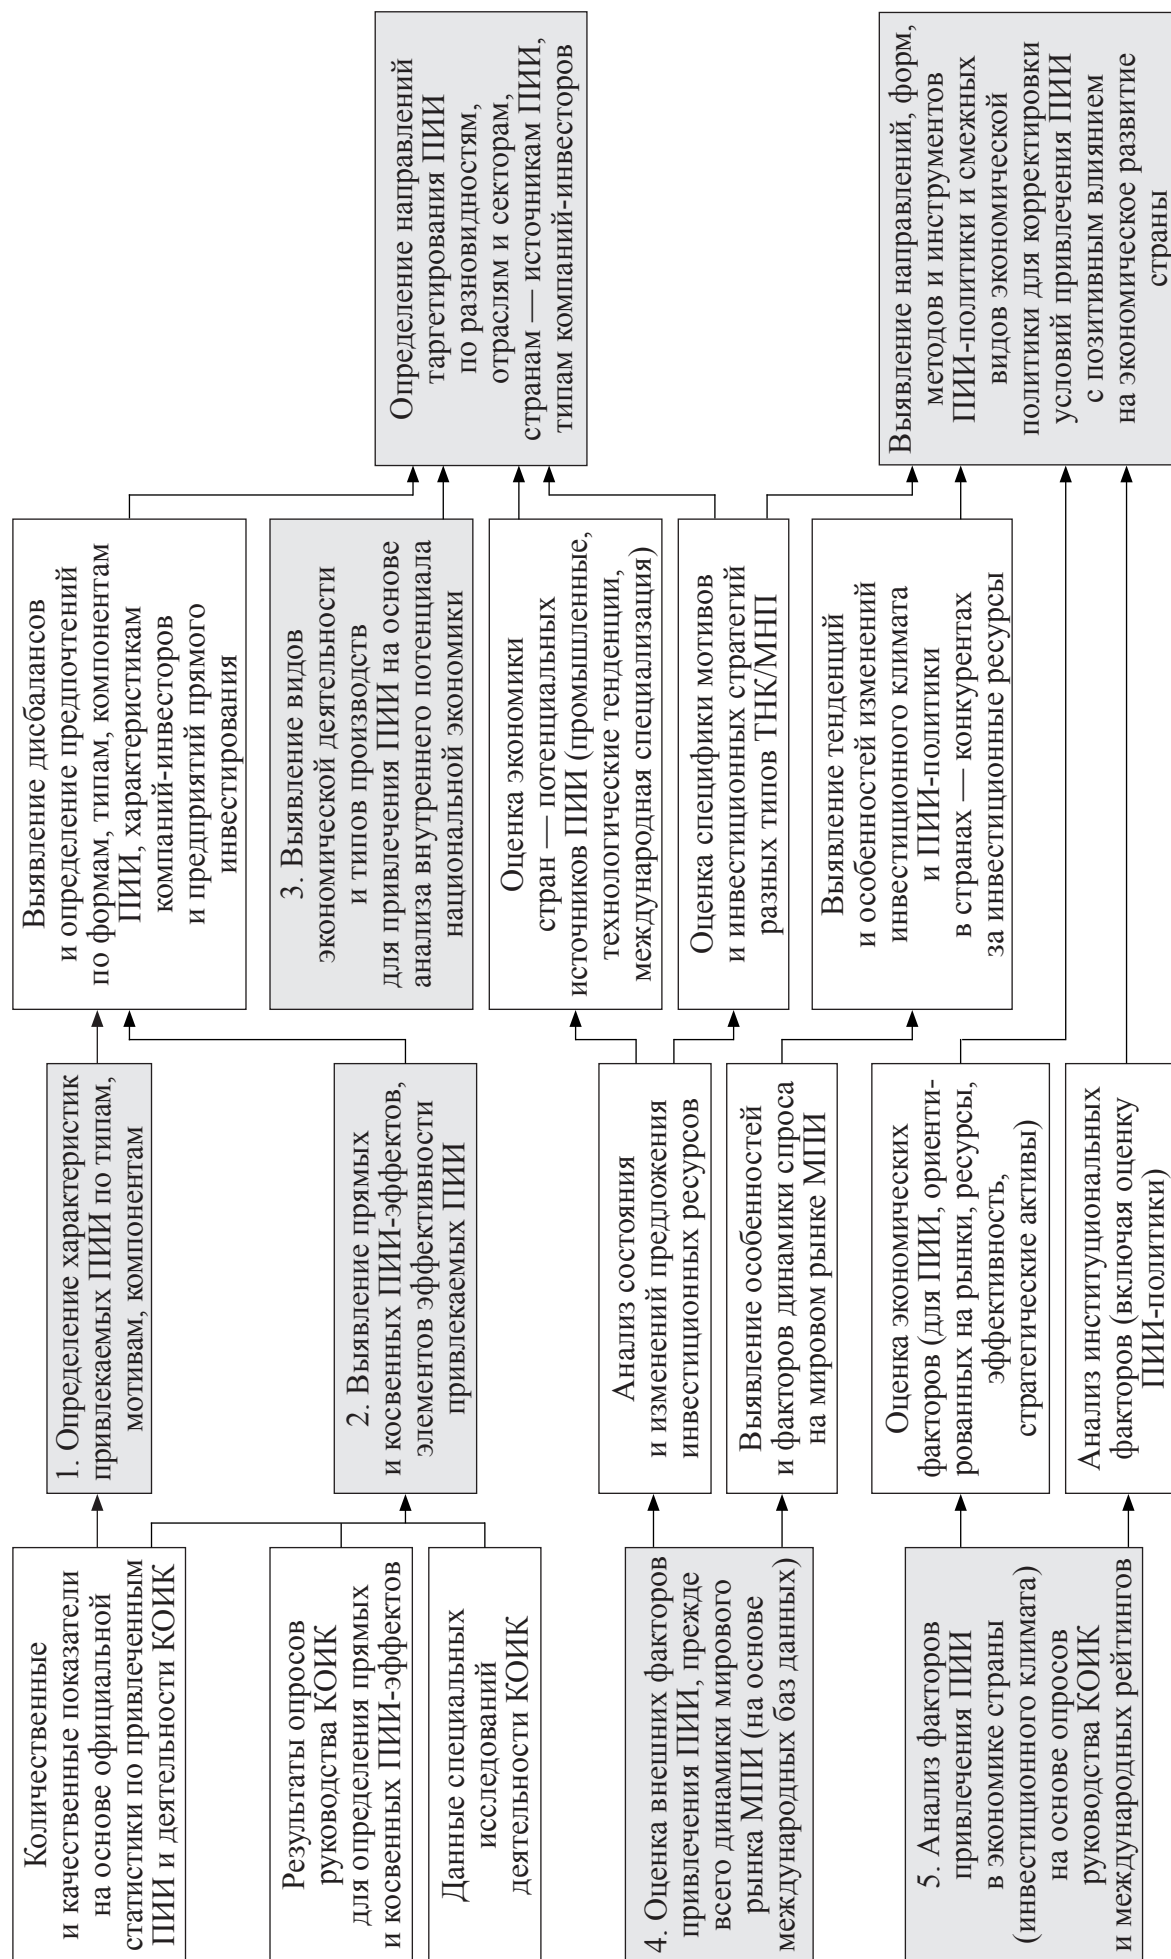 Количественные
и качественные показатели
на основе официальной
статистики по привлеченным
ПИИ и деятельности КОИК
Результаты опросов
руководства КОИК
для определения прямых
и косвенных ПИИ-эффектов
Данные специальных
исследований
деятельности КОИК
4. Оценка внешних факторов
привлечения ПИИ, прежде
всего динамики мирового
рынка МПИ (на основе
международных баз данных)
5. Анализ факторов
привлечения ПИИ
в экономике страны
(инвестиционного климата)
на основе опросов
руководства КОИК
и международных рейтингов
1. Определение характеристик
привлекаемых ПИИ по типам,
мотивам, компонентам
2. Выявление прямых
и косвенных ПИИ-эффектов,
элементов эффективности
привлекаемых ПИИ
Анализ состояния
и изменений предложения
инвестиционных ресурсов
Выявление особенностей
и факторов динамики спроса
на мировом рынке МПИ
Оценка экономических
факторов (для ПИИ, ориенти-
рованных на рынки, ресурсы,
эффективность,
стратегические активы)
Анализ институциональных
факторов (включая оценку
ПИИ-политики)
Выявление дисбалансов
и определение предпочтений
по формам, типам, компонентам
ПИИ, характеристикам
компаний-инвесторов
и предприятий прямого
инвестирования
3. Выявление видов
экономической деятельности
и типов производств
для привлечения ПИИ на основе
анализа внутреннего потенциала
национальной экономики
Оценка экономики
стран — потенциальных
источников ПИИ (промышленные,
технологические тенденции,
международная специализация)
Оценка специфики мотивов
и инвестиционных стратегий
разных типов ТНК/МНП
Выявление тенденций
и особенностей изменений
инвестиционного климата
и ПИИ-политики
в странах — конкурентах
за инвестиционные ресурсы
Определение направлений
таргетирования ПИИ
по разновидностям,
отраслям и секторам,
странам — источникам ПИИ,
типам компаний-инвесторов
Выявление направлений, форм,
методов и инструментов
ПИИ-политики и смежных
видов экономической
политики для корректировки
условий привлечения ПИИ
с позитивным влиянием
на экономическое развитие
страны